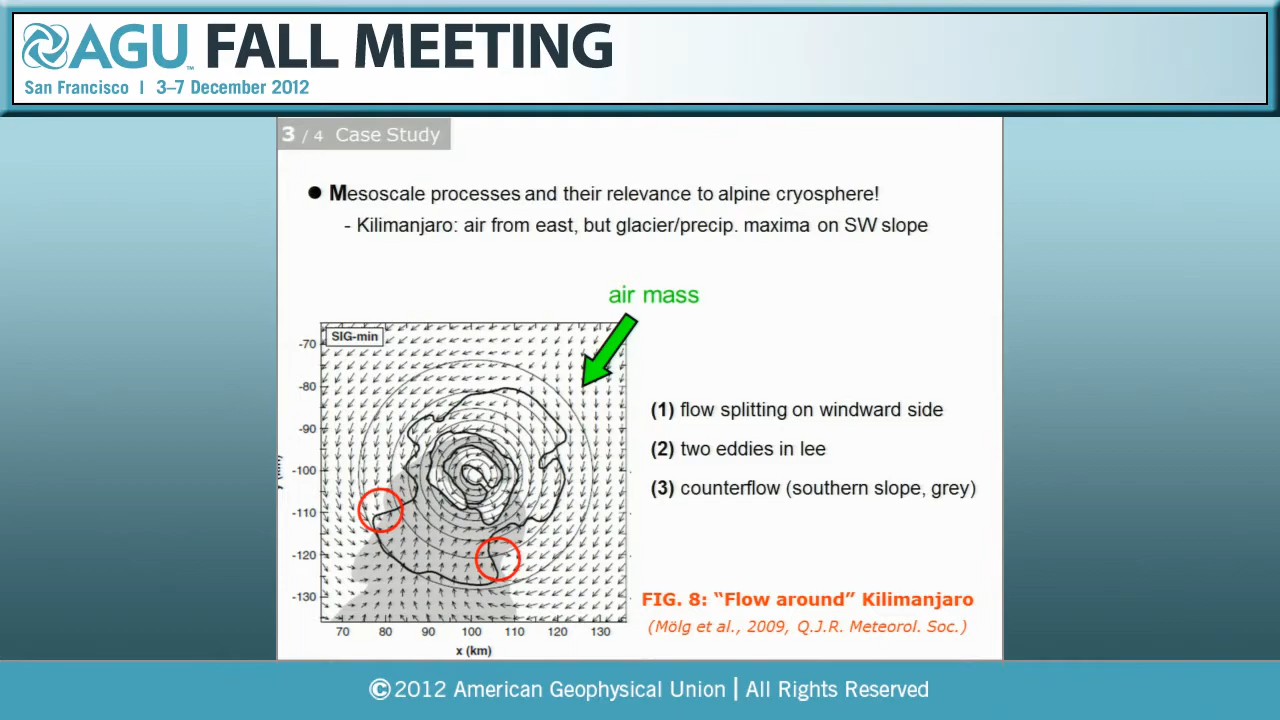 AGU FALL MEETING
San Francisco | 3–7 December 2012
3 / 4 Case Study
● Mesoscale processes and their relevance to alpine cryosphere!
- Kilimanjaro: air from east, but glacier/precip. maxima on SW slope
air mass
SIG-min
-70
-80
-90
-100
-110
-120
-130
70 80 90 100 110 120 130
x (km)
(1) flow splitting on windward side
(2) two eddies in lee
(3) counterflow (southern slope, grey)
FIG. 8: “Flow around” Kilimanjaro
(Mölg et al., 2009, Q.J.R. Meteorol. Soc.)
©2012 American Geophysical Union | All Rights Reserved